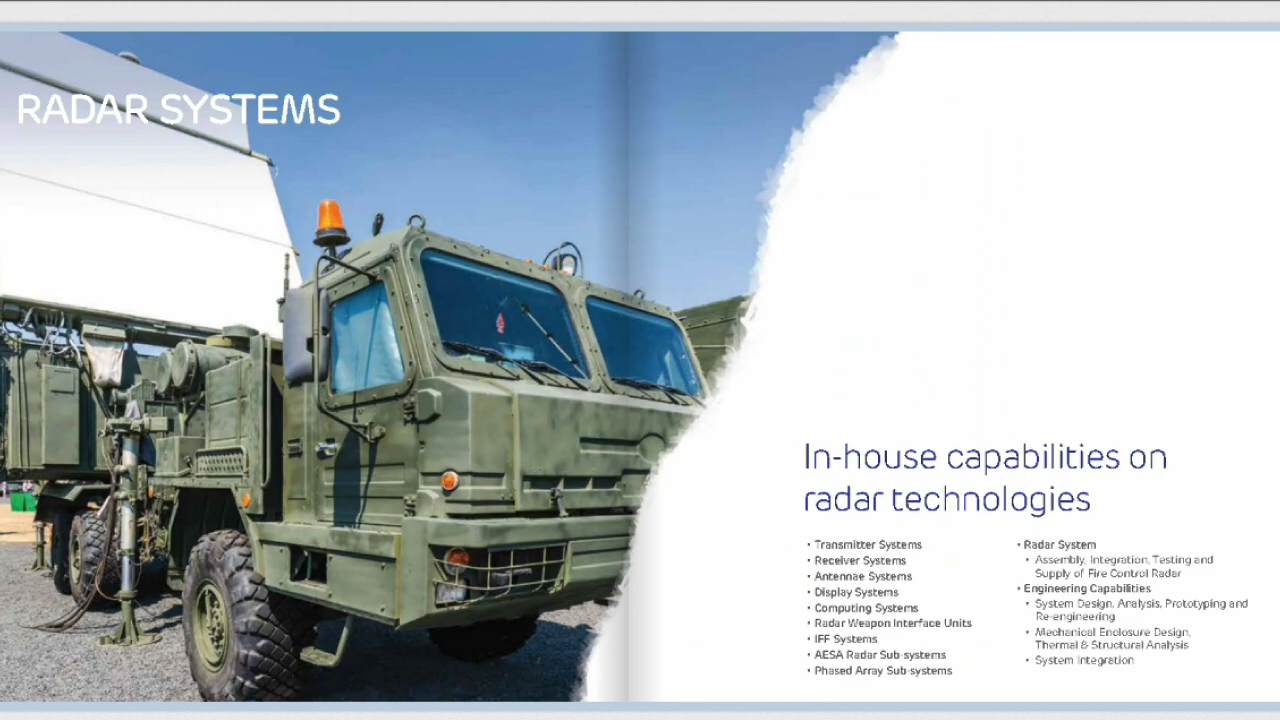 RADAR SYSTEMS
In-house capabilities on
radar technologies
• Transmitter Systems
• Receiver Systems
• Antennae Systems
• Display Systems
• Computing Systems
• Radar Weapon Interface Units
• IFF Systems
• AESA Radar Sub-systems
• Phased Array Sub-systems
• Radar System
• Assembly, Integration, Testing and
Supply of Fire Control Radar
• Engineering Capabilities
• System Design, Analysis, Prototyping and
Re-engineering
• Mechanical Enclosure Design,
Thermal & Structural Analysis
• System Integration